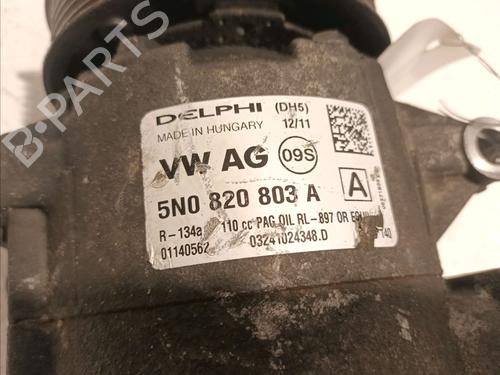 B-PARTS
DELPHI (DH5)
MADE IN HUNGARY 12/11
VW AG 09S
5N0 820 803 A A
R-134a 110 cc PAG OIL RL-897 OR
01140562 03241024348.D